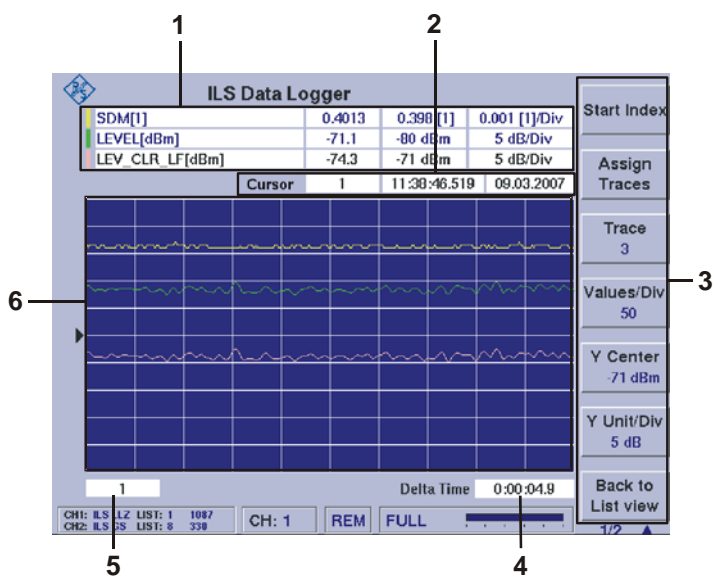 1
2
ILS Data Logger
SDM[1] 0.4013 0.398 [1] 0.001 [1]/Div
LEVEL[dBm] -71.1 -80 dBm 5 dB/Div
LEV_CLR_LF[dBm] -74.3 -71 dBm 5 dB/Div
Cursor 1 11:38:46.519 09.03.2007
Start Index
Assign
Traces
Trace
3
Values/Div
50
Y Center
-71 dBm
Y Unit/Div
5 dB
Back to
List view
1/2
3
6
1
Delta Time 0:00:04.9
CH1: ILS LLZ LIST: 1 1087
CH2: ILS GS LIST: 8 330
CH: 1
REM
FULL
5
4